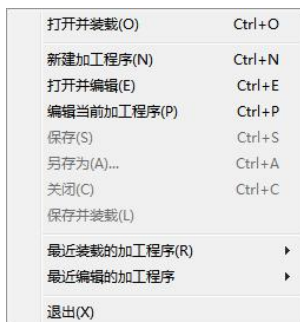 打开并装载(O) Ctrl+O
新建加工程序(N) Ctrl+N
打开并编辑(E) Ctrl+E
编辑当前加工程序(P) Ctrl+P
保存(S) Ctrl+S
另存为(A)... Ctrl+A
关闭(C) Ctrl+C
保存并装载(L)
最近装载的加工程序(R)
最近编辑的加工程序
退出(X)